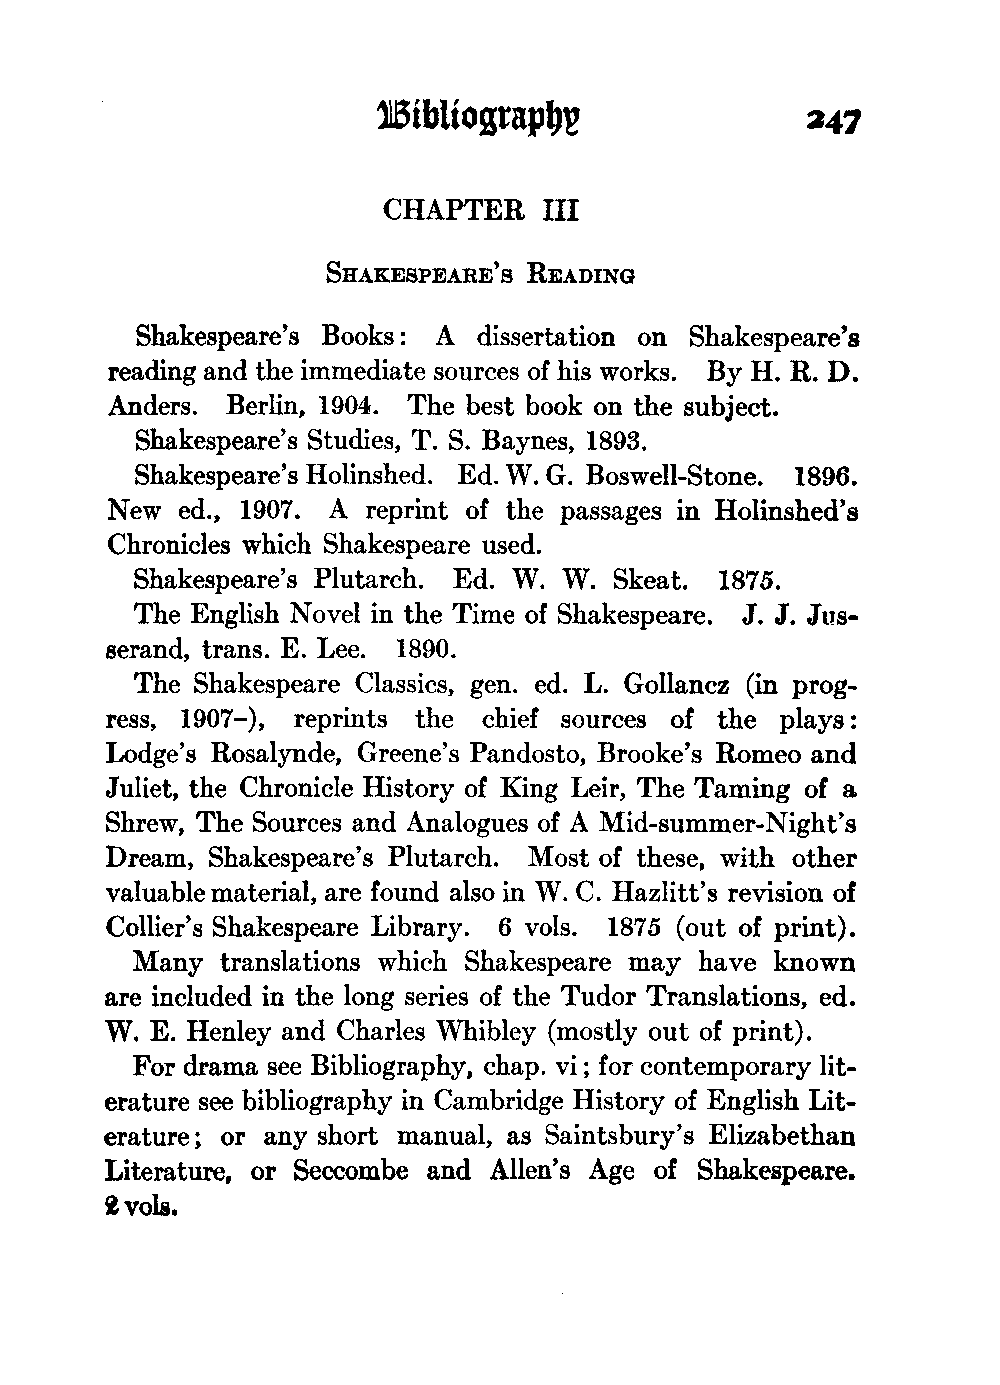 Bibliography 247
CHAPTER III
SHAKESPEARE'S READING
Shakespeare's Books: A dissertation on Shakespeare's
reading and the immediate sources of his works. By H. R. D.
Anders. Berlin, 1904. The best book on the subject.
Shakespeare's Studies, T. S. Baynes, 1893.
Shakespeare's Holinshed. Ed. W. G. Boswell-Stone. 1896.
New ed., 1907. A reprint of the passages in Holinshed's
Chronicles which Shakespeare used.
Shakespeare's Plutarch. Ed. W. W. Skeat. 1875.
The English Novel in the Time of Shakespeare. J. J. Jus-
serand, trans. E. Lee. 1890.
The Shakespeare Classics, gen. ed. L. Gollancz (in prog-
ress, 1907-), reprints the chief sources of the plays:
Lodge's Rosalynde, Greene's Pandosto, Brooke's Romeo and
Juliet, the Chronicle History of King Leir, The Taming of a
Shrew, The Sources and Analogues of A Mid-summer-Night's
Dream, Shakespeare's Plutarch. Most of these, with other
valuable material, are found also in W. C. Hazlitt's revision of
Collier's Shakespeare Library. 6 vols. 1875 (out of print).
Many translations which Shakespeare may have known
are included in the long series of the Tudor Translations, ed.
W. E. Henley and Charles Whibley (mostly out of print).
For drama see Bibliography, chap. vi; for contemporary lit-
erature see bibliography in Cambridge History of English Lit-
erature; or any short manual, as Saintsbury's Elizabethan
Literature, or Seccombe and Allen's Age of Shakespeare.
2 vols.